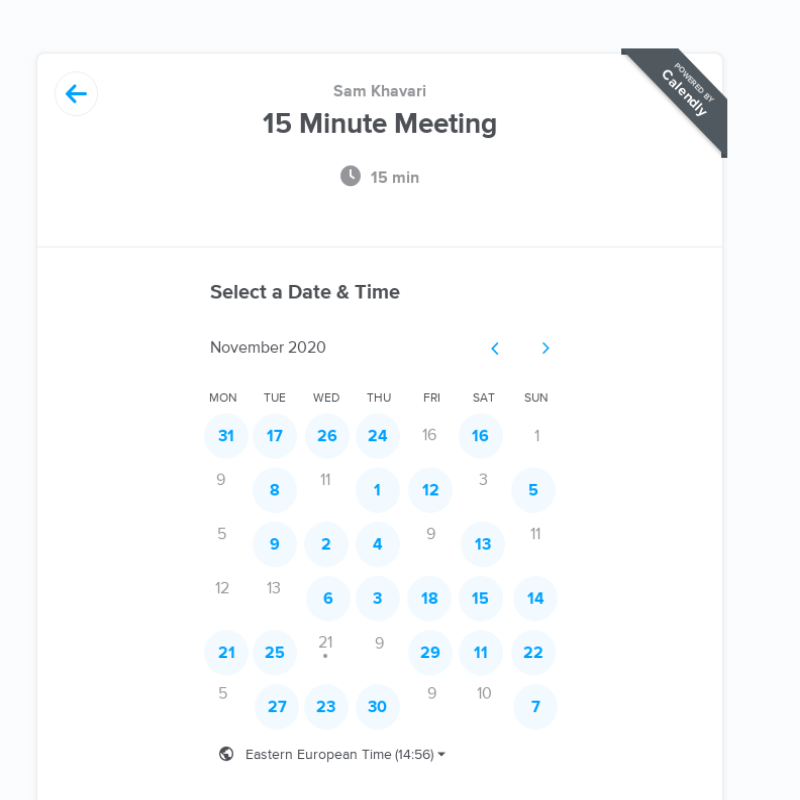 POWERED BY
Calendly
Sam Khavari
15 Minute Meeting
15 min
Select a Date & Time
November 2020
MON TUE WED THU FRI SAT SUN
31 17 26 24 16 16 1
9 8 11 1 12 3 5
5 9 2 4 9 13 11
12 13 6 3 18 15 14
21 25 21 9 29 11 22
5 27 23 30 9 10 7
Eastern European Time (14:56)